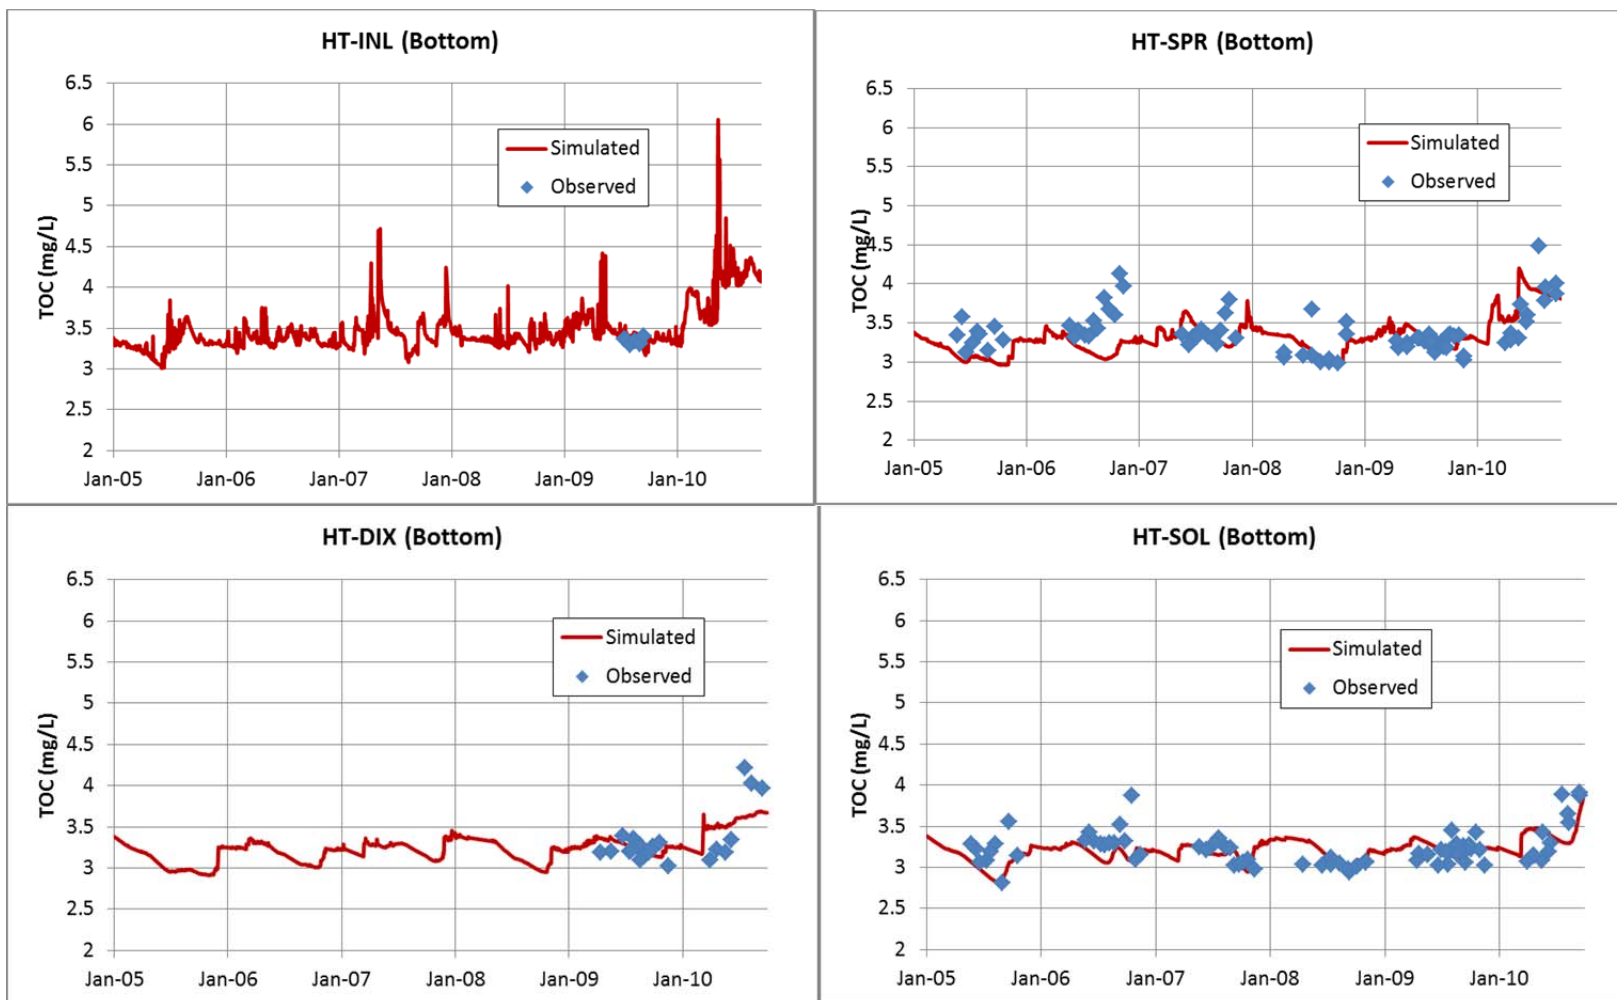 HT-INL (Bottom)
TOC (mg/L)
6.5
6
5.5
5
4.5
4
3.5
3
2.5
2
Simulated
Observed
Jan-05 Jan-06 Jan-07 Jan-08 Jan-09 Jan-10
HT-SPR (Bottom)
TOC (mg/L)
6.5
6
5.5
5
4.5
4
3.5
3
2.5
2
Simulated
Observed
Jan-05 Jan-06 Jan-07 Jan-08 Jan-09 Jan-10
HT-DIX (Bottom)
TOC (mg/L)
6.5
6
5.5
5
4.5
4
3.5
3
2.5
2
Simulated
Observed
Jan-05 Jan-06 Jan-07 Jan-08 Jan-09 Jan-10
HT-SOL (Bottom)
TOC (mg/L)
6.5
6
5.5
5
4.5
4
3.5
3
2.5
2
Simulated
Observed
Jan-05 Jan-06 Jan-07 Jan-08 Jan-09 Jan-10